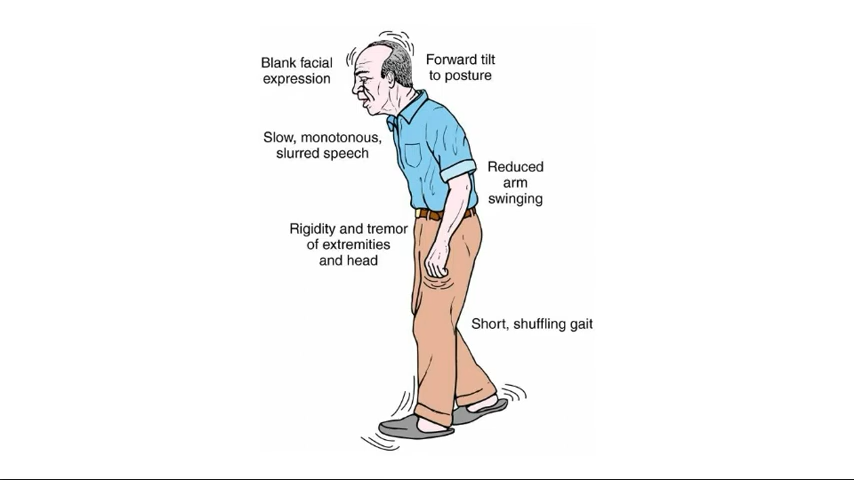 Blank facial
expression
Forward tilt
to posture
Slow, monotonous,
slurred speech
Reduced
arm
swinging
Rigidity and tremor
of extremities
and head
Short, shuffling gait